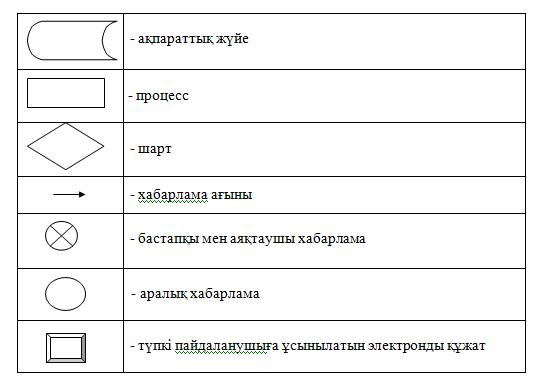 - ақпараттық жүйе
- процесс
- шарт
- хабарлама ағыны
- бастапқы мен аяқтаушы хабарлама
- аралық хабарлама
- түпкі пайдаланушыға ұсынылатын электронды құжат